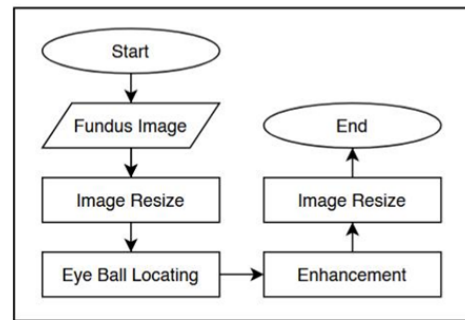 Start
Fundus Image
Image Resize
Eye Ball Locating
Enhancement
Image Resize
End